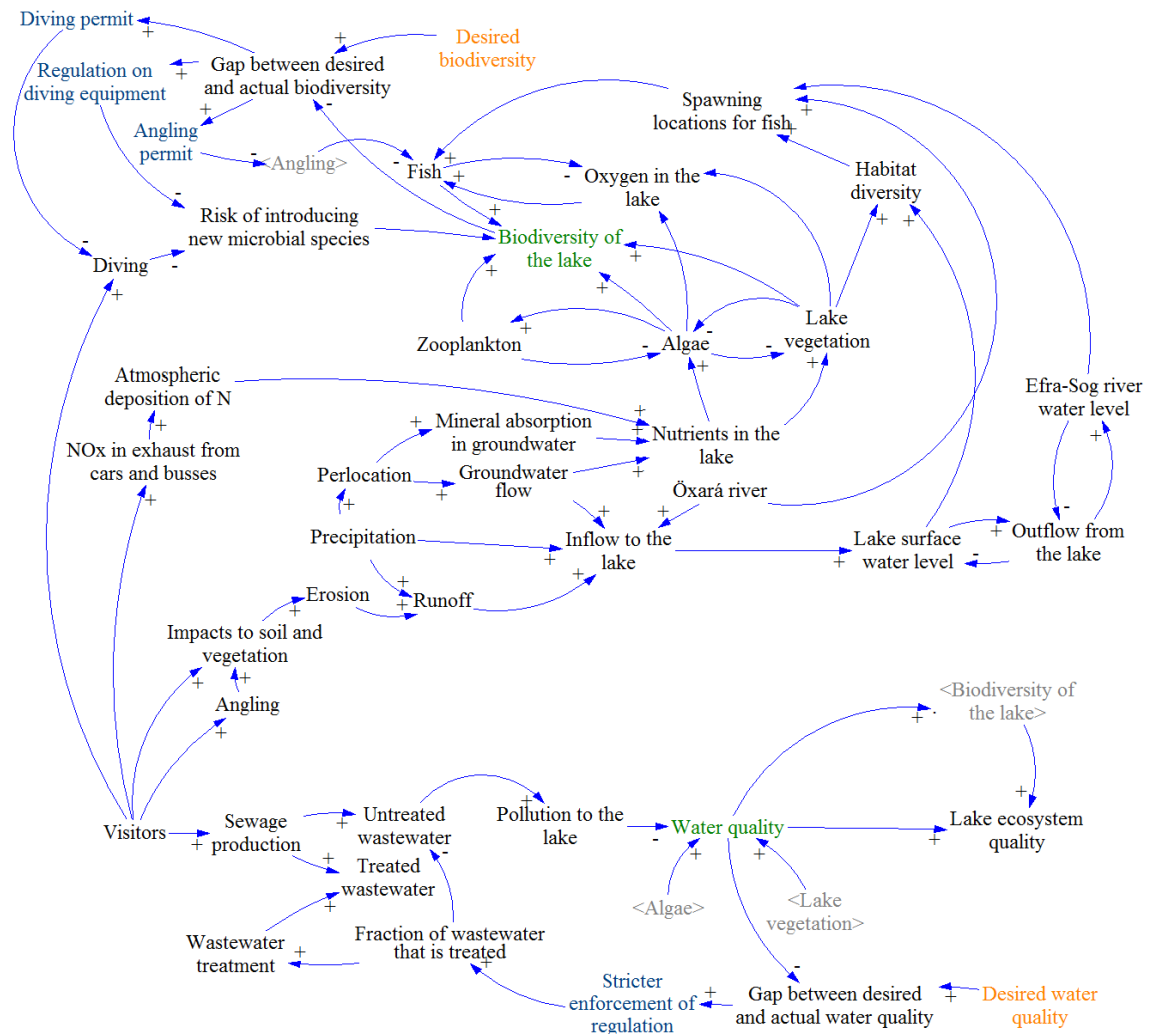 Diving permit
Desired
biodiversity
Gap between desired
and actual biodiversity
Regulation on
diving equipment
Angling
permit
<Angling>
Fish
Spawning
locations for fish
Oxygen in the
lake
Habitat
diversity
Risk of introducing
new microbial species
Biodiversity of
the lake
Diving
Zooplankton
Algae
Lake
vegetation
Atmospheric
deposition of N
Efra-Sog river
water level
Mineral absorption
in groundwater
Nutrients in the
lake
NOx in exhaust from
cars and busses
Perlocation
Groundwater
flow
Öxará river
Precipitation
Inflow to the
lake
Lake surface
water level
Outflow from
the lake
Erosion
Runoff
Impacts to soil and
vegetation
Angling
<Biodiversity of
the lake>
Visitors
Sewage
production
Untreated
wastewater
Pollution to the
lake
Water quality
Lake ecosystem
quality
Treated
wastewater
<Algae>
<Lake
vegetation>
Wastewater
treatment
Fraction of wastewater
that is treated
Stricter
enforcement of
regulation
Gap between desired
and actual water quality
Desired water
quality